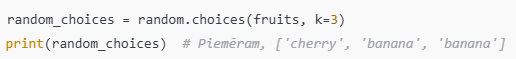 random_choices = random.choices(fruits, k=3)
print(random_choices)  # Piemēram, ['cherry', 'banana', 'banana']